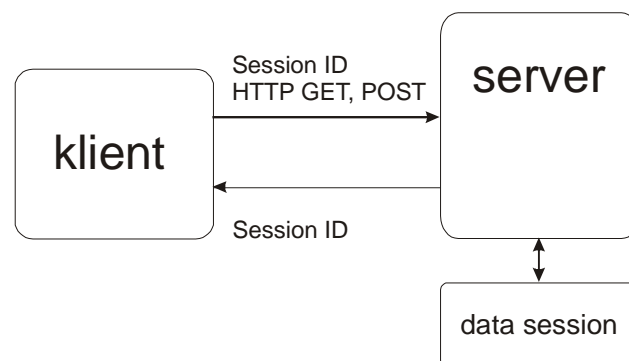 klient
Session ID
HTTP GET, POST
Session ID
server
data session